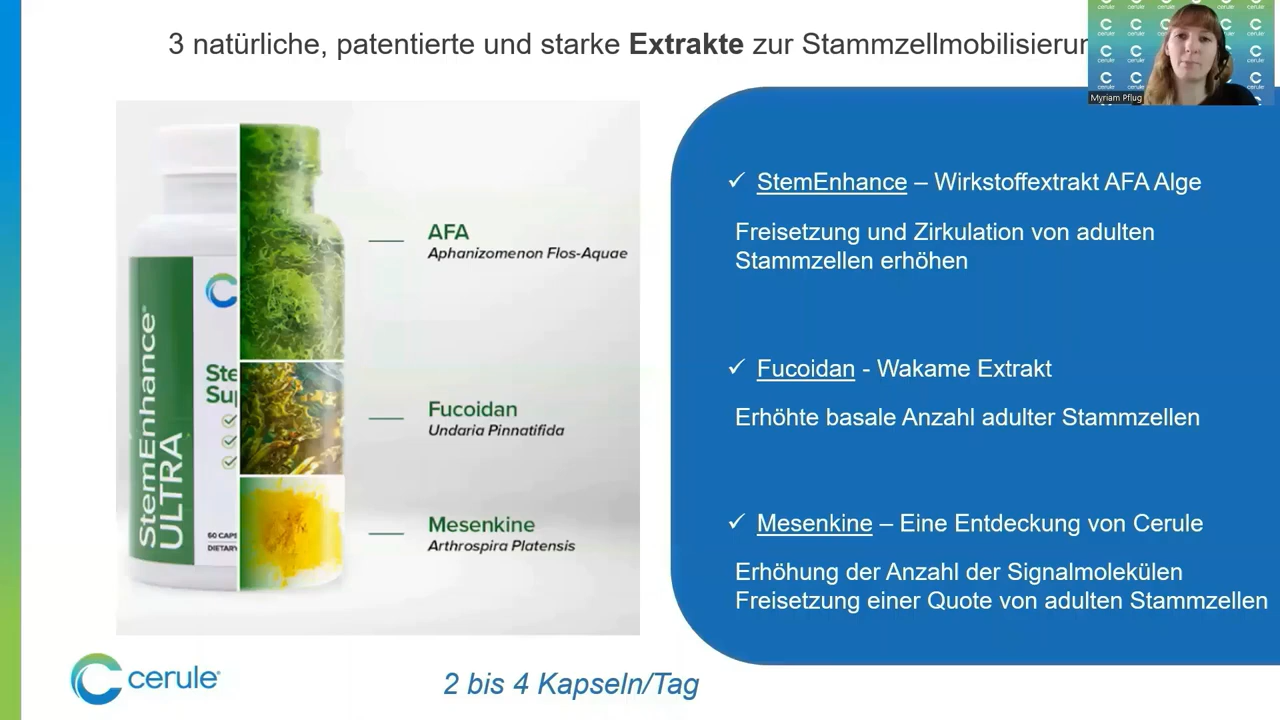 3 natürliche, patentierte und starke Extrakte zur Stammzellmobilisierun
cerule
Myriam Pflug
StemEnhance®
ULTRA
Ste
Sup
60 CAPS
DIETARY
AFA
Aphanizomenon Flos-Aquae
Fucoidan
Undaria Pinnatifida
Mesenkine
Arthrospira Platensis
✓ StemEnhance – Wirkstoffextrakt AFA Alge
Freisetzung und Zirkulation von adulten
Stammzellen erhöhen
✓ Fucoidan - Wakame Extrakt
Erhöhte basale Anzahl adulter Stammzellen
✓ Mesenkine – Eine Entdeckung von Cerule
Erhöhung der Anzahl der Signalmolekülen
Freisetzung einer Quote von adulten Stammzellen
cerule®
2 bis 4 Kapseln/Tag